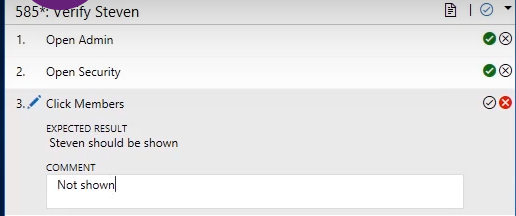 585*: Verify Steven
1. Open Admin
2. Open Security
3. Click Members
EXPECTED RESULT
Steven should be shown
COMMENT
Not shown